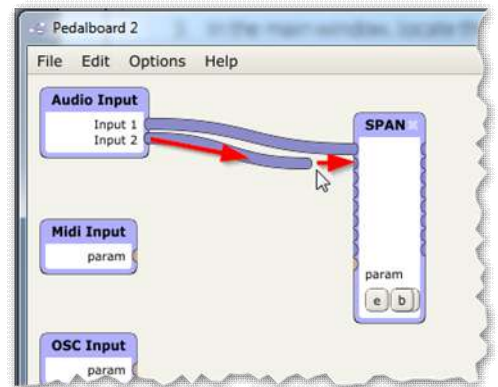 Pedalboard 2
File Edit Options Help
Audio Input
Input 1
Input 2
SPAN
Midi Input
param
param
e b
OSC Input
param